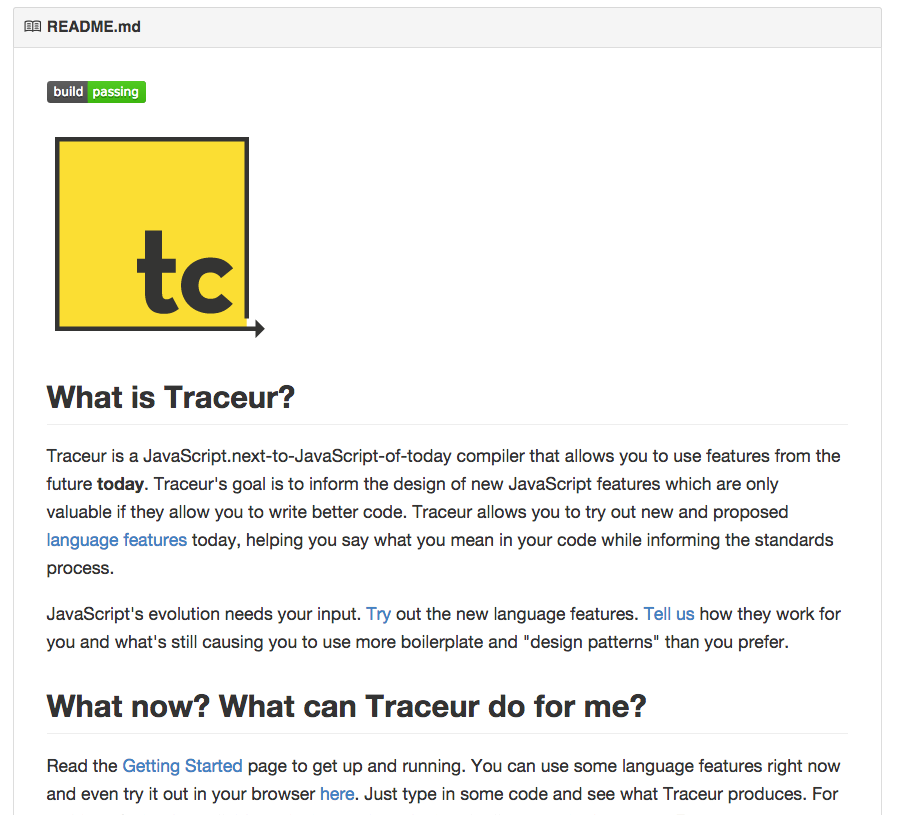 README.md
build passing
tc
What is Traceur?
Traceur is a JavaScript.next-to-JavaScript-of-today compiler that allows you to use features from the
future today. Traceur's goal is to inform the design of new JavaScript features which are only
valuable if they allow you to write better code. Traceur allows you to try out new and proposed
language features today, helping you say what you mean in your code while informing the standards
process.
JavaScript's evolution needs your input. Try out the new language features. Tell us how they work for
you and what's still causing you to use more boilerplate and "design patterns" than you prefer.
What now? What can Traceur do for me?
Read the Getting Started page to get up and running. You can use some language features right now
and even try it out in your browser here. Just type in some code and see what Traceur produces. For